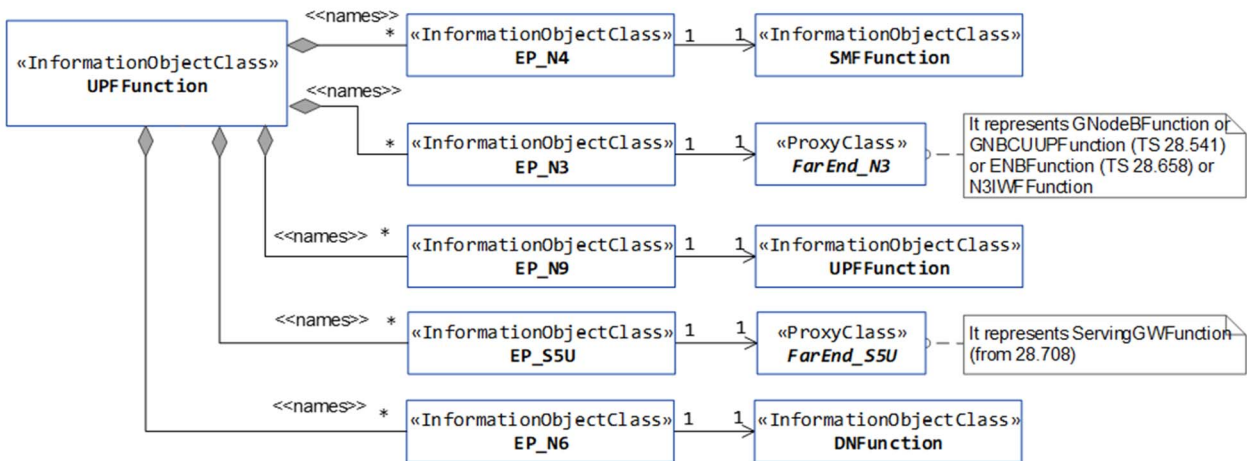 «InformationObjectClass»
UPFFunction
<<names>>
*
«InformationObjectClass»
EP_N4
1
1
«InformationObjectClass»
SMFFunction
<<names>>
*
«InformationObjectClass»
EP_N3
1
1
«ProxyClass»
FarEnd_N3
It represents GNodeBFunction or
GNBCUUPFunction (TS 28.541)
or ENBFunction (TS 28.658) or
N3IWFFunction
<<names>>
*
«InformationObjectClass»
EP_N9
1
1
«InformationObjectClass»
UPFFunction
<<names>>
*
«InformationObjectClass»
EP_S5U
1
1
«ProxyClass»
FarEnd_S5U
It represents ServingGWFunction
(from 28.708)
<<names>>
*
«InformationObjectClass»
EP_N6
1
1
«InformationObjectClass»
DNFunction